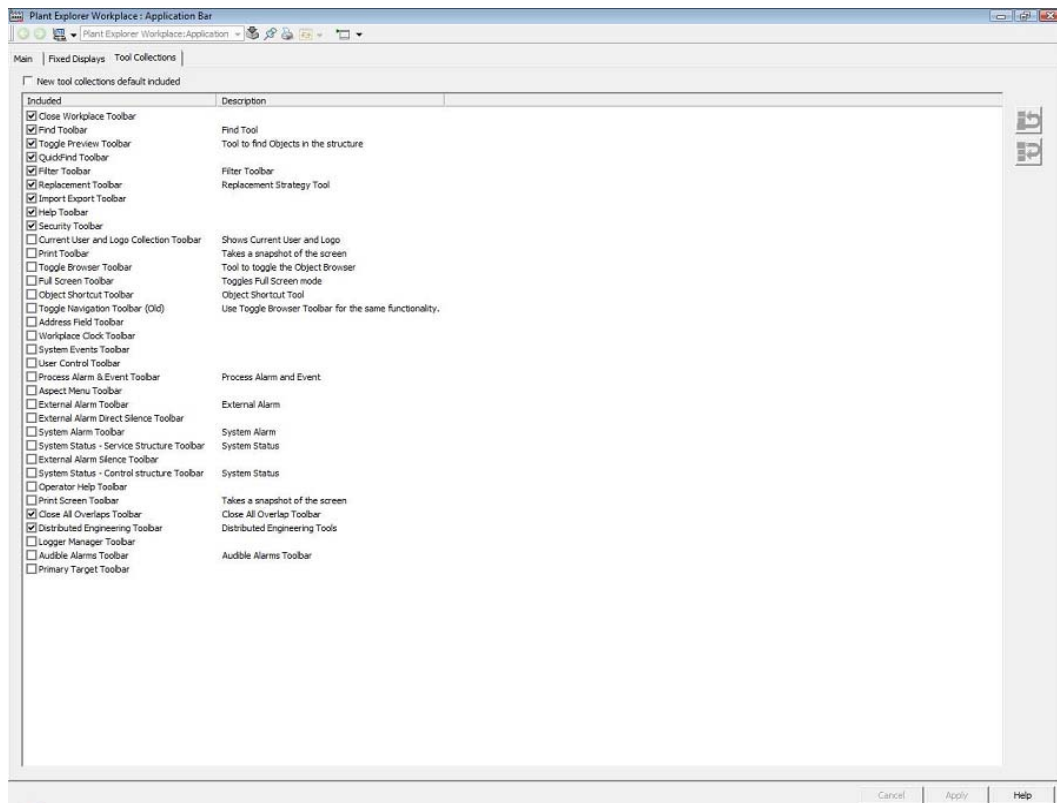 Plant Explorer Workplace : Application Bar
Plant Explorer Workplace:Application
Main Fixed Displays Tool Collections
New tool collections default included
Included Description
Close Workplace Toolbar
Find Toolbar Find Tool
Toggle Preview Toolbar Tool to find Objects in the structure
QuickFind Toolbar
Filter Toolbar Filter Toolbar
Replacement Toolbar Replacement Strategy Tool
Import Export Toolbar
Help Toolbar
Security Toolbar
Current User and Logo Collection Toolbar Shows Current User and Logo
Print Toolbar Takes a snapshot of the screen
Toggle Browser Toolbar Tool to toggle the Object Browser
Full Screen Toolbar Toggles Full Screen mode
Object Shortcut Toolbar Object Shortcut Tool
Toggle Navigation Toolbar (Old) Use Toggle Browser Toolbar for the same functionality.
Address Field Toolbar
Workplace Clock Toolbar
System Events Toolbar
User Control Toolbar
Process Alarm & Event Toolbar Process Alarm and Event
Aspect Menu Toolbar
External Alarm Toolbar External Alarm
External Alarm Direct Silence Toolbar
System Alarm Toolbar System Alarm
System Status - Service Structure Toolbar System Status
External Alarm Silence Toolbar
System Status - Control structure Toolbar System Status
Operator Help Toolbar
Print Screen Toolbar Takes a snapshot of the screen
Close All Overlaps Toolbar Close All Overlap Toolbar
Distributed Engineering Toolbar Distributed Engineering Tools
Logger Manager Toolbar
Audible Alarms Toolbar Audible Alarms Toolbar
Primary Target Toolbar
Cancel Apply Help